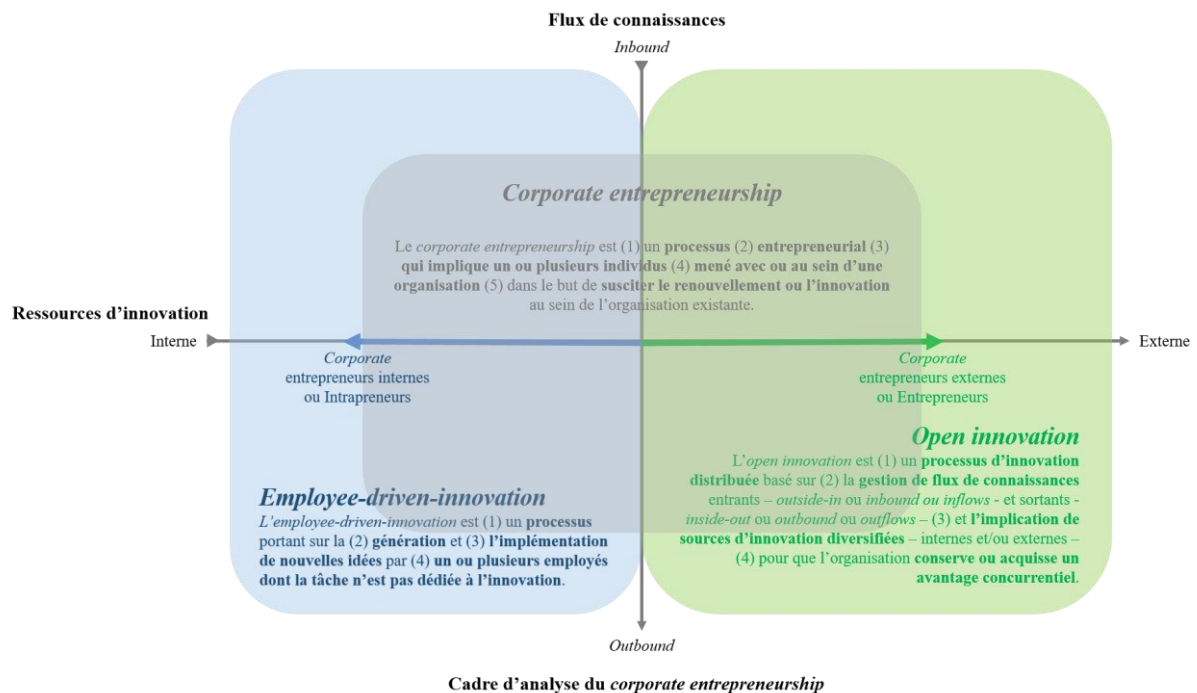 Flux de connaissances
Inbound
Corporate entrepreneurship
Le corporate entrepreneurship est (1) un processus (2) entrepreneurial (3)
qui implique un ou plusieurs individus (4) mené avec ou au sein d’une
organisation (5) dans le but de susciter le renouvellement ou l’innovation
au sein de l’organisation existante.
Ressources d’innovation
Interne
Externe
Corporate
entrepreneurs internes
ou Intrapreneurs
Corporate
entrepreneurs externes
ou Entrepreneurs
Employee-driven-innovation
L’employee-driven-innovation est (1) un processus
portant sur la (2) génération et (3) l’implémentation
de nouvelles idées par (4) un ou plusieurs employés
dont la tâche n’est pas dédiée à l’innovation.
Open innovation
L’open innovation est (1) un processus d’innovation
distribuée basé sur (2) la gestion de flux de connaissances
entrants – outside-in ou inbound ou inflows - et sortants -
inside-out ou outbound ou outflows – (3) et l’implication de
sources d’innovation diversifiées – internes et/ou externes –
(4) pour que l’organisation conserve ou acquisse un
avantage concurrentiel.
Outbound
Cadre d’analyse du corporate entrepreneurship